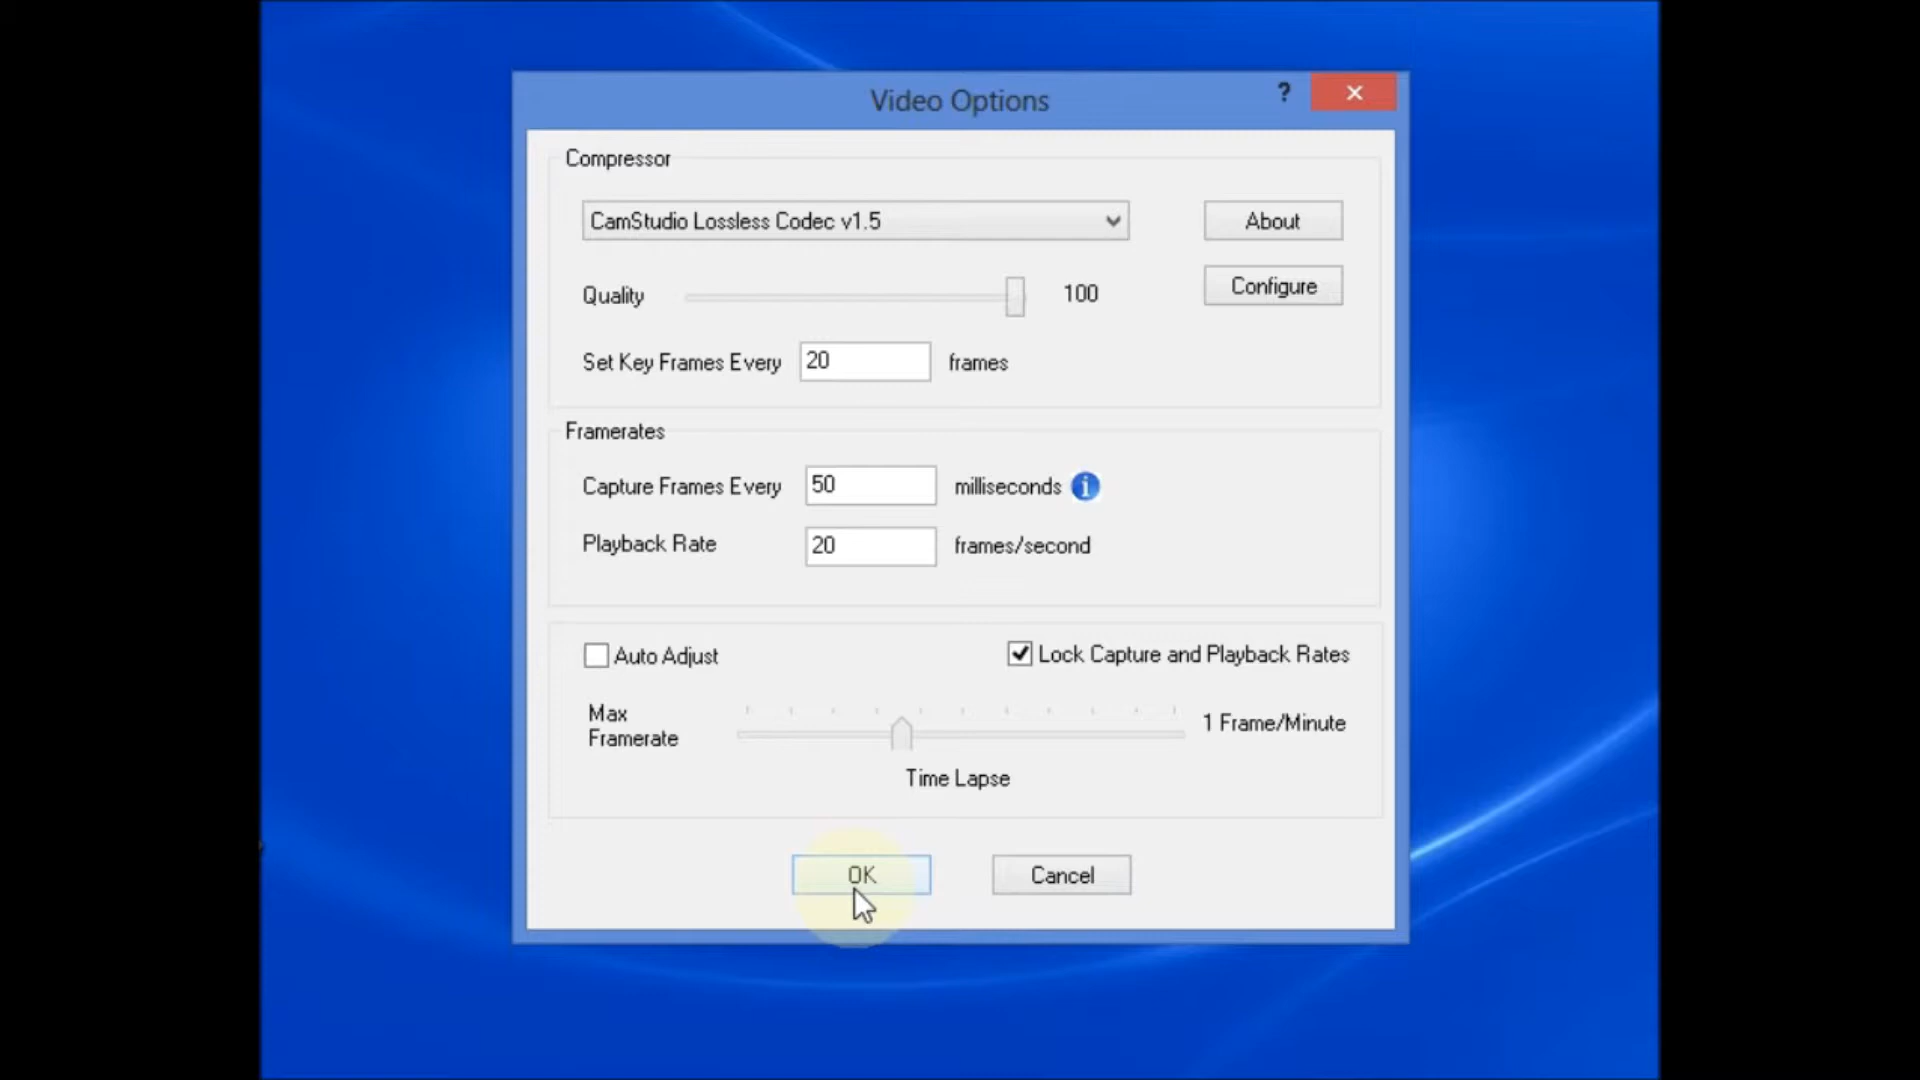 Video Options
?
Compressor
CamStudio Lossless Codec v1.5
About
Quality
100
Configure
Set Key Frames Every 20 frames
Framerates
Capture Frames Every 50 milliseconds i
Playback Rate 20 frames/second
Auto Adjust
Lock Capture and Playback Rates
Max
Framerate
1 Frame/Minute
Time Lapse
OK
Cancel